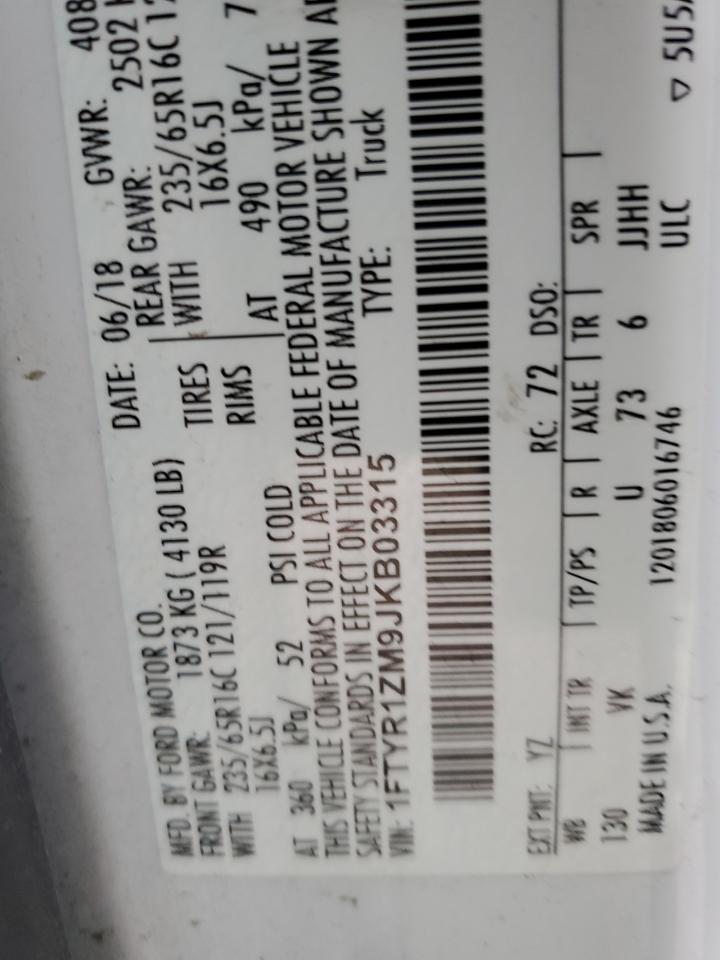 MFD. BY FORD MOTOR CO. DATE: 06/18 GVWR: 408
FRONT GAWR: 1873 KG ( 4130 LB) REAR GAWR: 2502
WITH 235/65R16C 121/119R TIRES WITH 235/65R16C 12
16X6.5J RIMS 16X6.5J
AT 360 kPa/ 52 PSI COLD AT 490 kPa/ 7
THIS VEHICLE CONFORMS TO ALL APPLICABLE FEDERAL MOTOR VEHICLE
SAFETY STANDARDS IN EFFECT ON THE DATE OF MANUFACTURE SHOWN
VIN: 1FTYR1ZM9JKB03315 TYPE: Truck
EXT PNT: YZ RC: 72 DSO:
WB INT TR TP/PS R AXLE TR SPR
130 VK U 73 6 JJHH
MADE IN U.S.A. 1201806016746 ULC
▽ 5U5